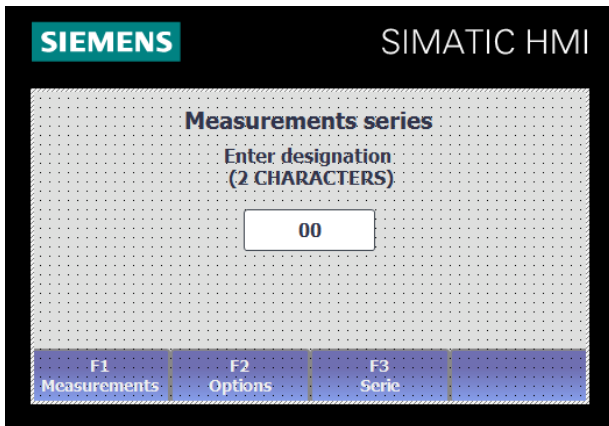 SIEMENS
SIMATIC HMI
Measurements series
Enter designation
(2 CHARACTERS)
00
F1
Measurements
F2
Options
F3
Serie